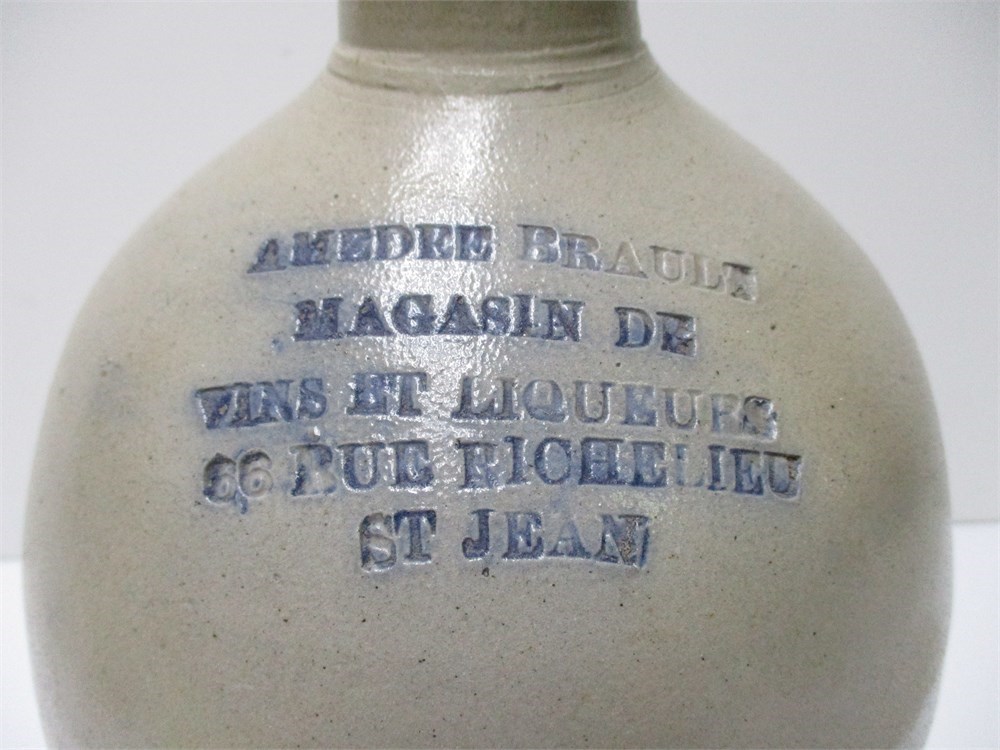 AMEDEE BRAULT
MAGASIN DE
VINS ET LIQUEURS
66 RUE RICHELIEU
ST JEAN